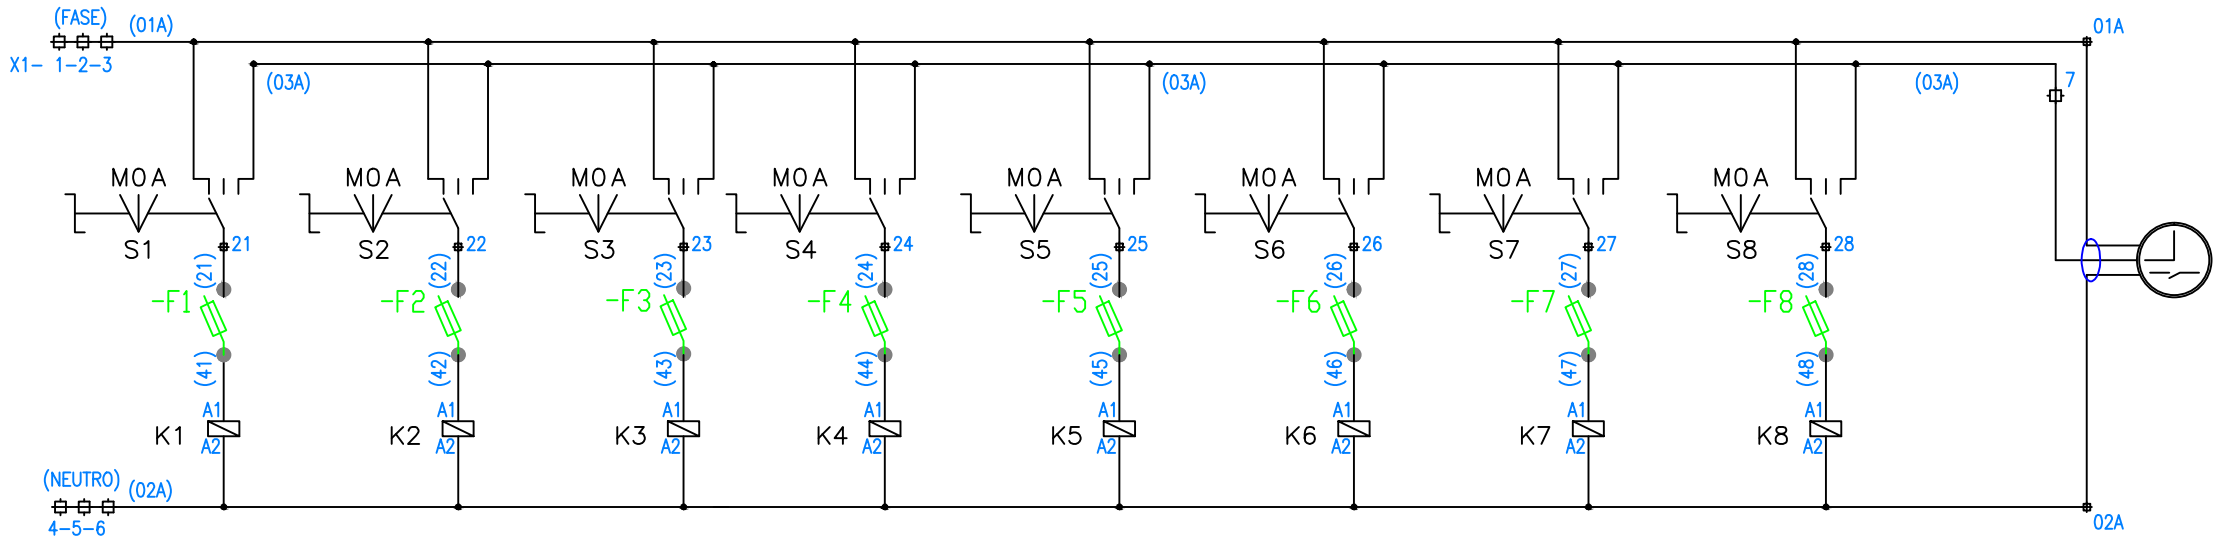 (FASE) (01A) 01A
X1- 1-2-3 (03A) (03A) (03A) 7
MOA MOA MOA MOA MOA MOA MOA MOA
S1 21 S2 22 S3 23 S4 24 S5 25 S6 26 S7 27 S8 28
(21) (22) (23) (24) (25) (26) (27) (28)
-F1 -F2 -F3 -F4 -F5 -F6 -F7 -F8
(41) (42) (43) (44) (45) (46) (47) (48)
A1 A1 A1 A1 A1 A1 A1 A1
K1 K2 K3 K4 K5 K6 K7 K8
A2 A2 A2 A2 A2 A2 A2 A2
(NEUTRO) (02A)
4-5-6 02A